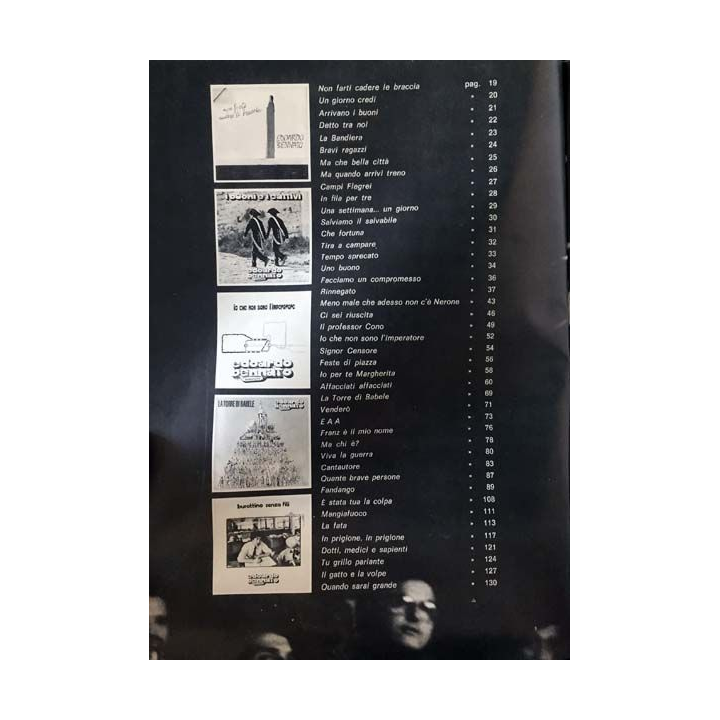 Non farti cadere le braccia pag. 19
Un giorno credi " 20
Arrivano i buoni " 21
Detto tra noi " 22
La Bandiera " 23
Bravi ragazzi " 24
Ma che bella città " 25
Ma quando arrivi treno " 26
Campi Flegrei " 27
In fila per tre " 28
Una settimana... un giorno " 29
Salviamo il salvabile " 30
Che fortuna " 31
Tira a campare " 32
Tempo sprecato " 33
Uno buono " 34
Facciamo un compromesso " 36
Rinnegato " 37
Meno male che adesso non c'è Nerone " 43
Ci sei riuscita " 46
Il professor Cono " 49
Io che non sono l'imperatore " 52
Signor Censore " 54
Feste di piazza " 56
Io per te Margherita " 58
Affacciati affacciati " 60
La Torre di Babele " 69
Venderò " 71
E A A " 73
Franz è il mio nome " 76
Ma chi è? " 78
Viva la guerra " 80
Cantautore " 83
Quante brave persone " 87
Fandango " 89
È stata tua la colpa " 108
Mangiafuoco " 111
La fata " 113
In prigione, in prigione " 117
Dotti, medici e sapienti " 121
Tu grillo parlante " 124
Il gatto e la volpe " 127
Quando sarai grande " 130
EDOARDO
BENNATO
i buoni e i cattivi
edoardo
bennato
io che non sono l'imperatore
edoardo
bennato
LA TORRE DI BABELE
edoardo
bennato
burattino senza fili
edoardo
bennato